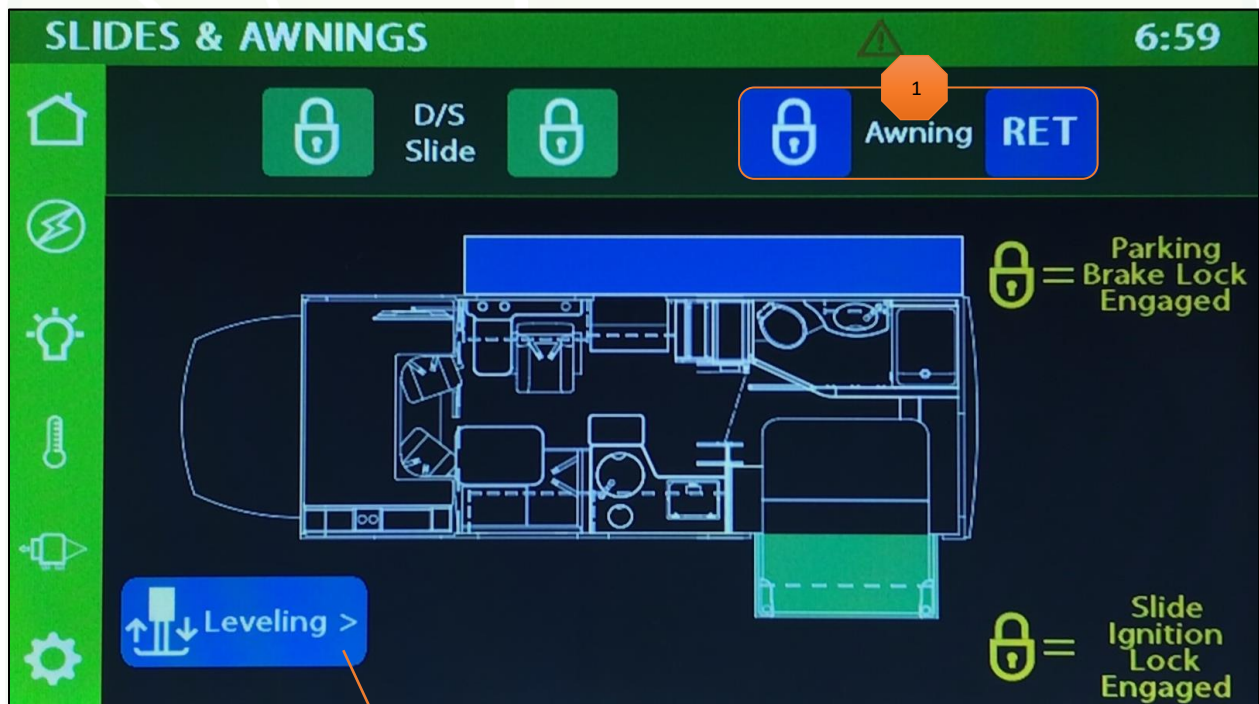 SLIDES & AWNINGS
6:59
1
D/S
Slide
Awning
RET
Parking
= Brake Lock
Engaged
Leveling >
Slide
= Ignition
Lock
Engaged